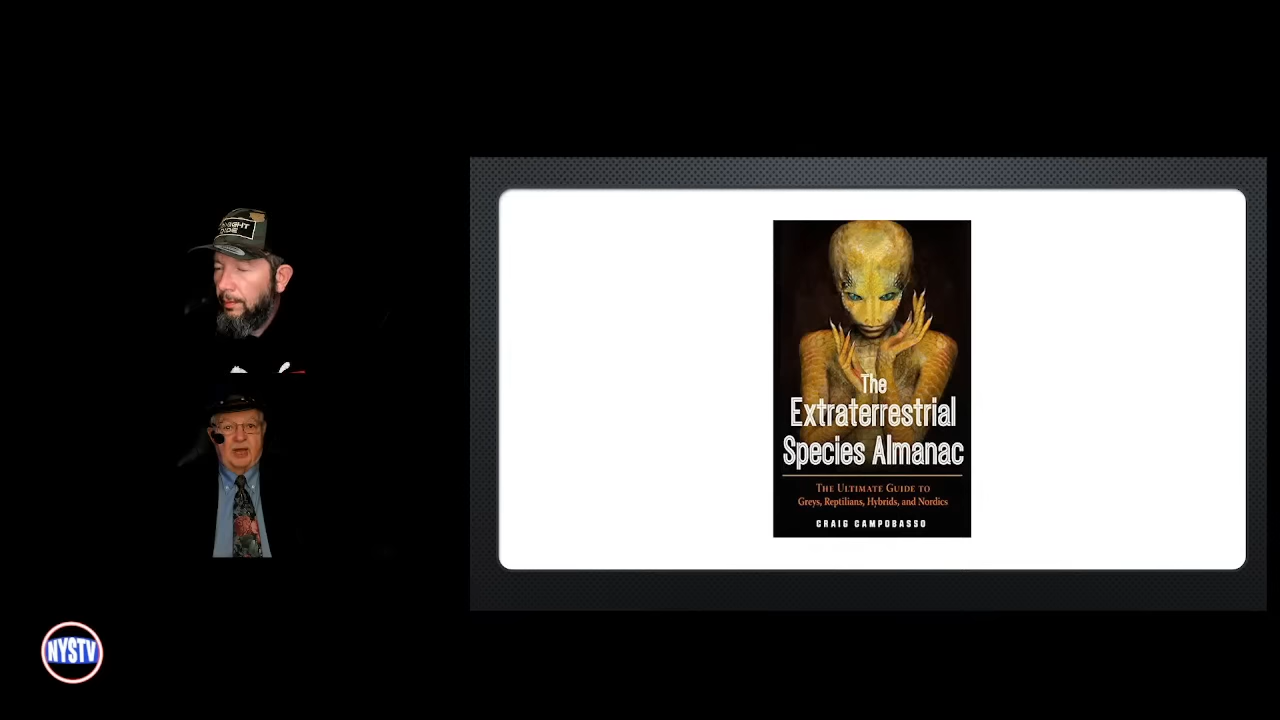 The
Extraterrestrial
Species Almanac
The Ultimate Guide to
Greys, Reptilians, Hybrids, and Nordics
CRAIG CAMPOBASSO
NYSTV